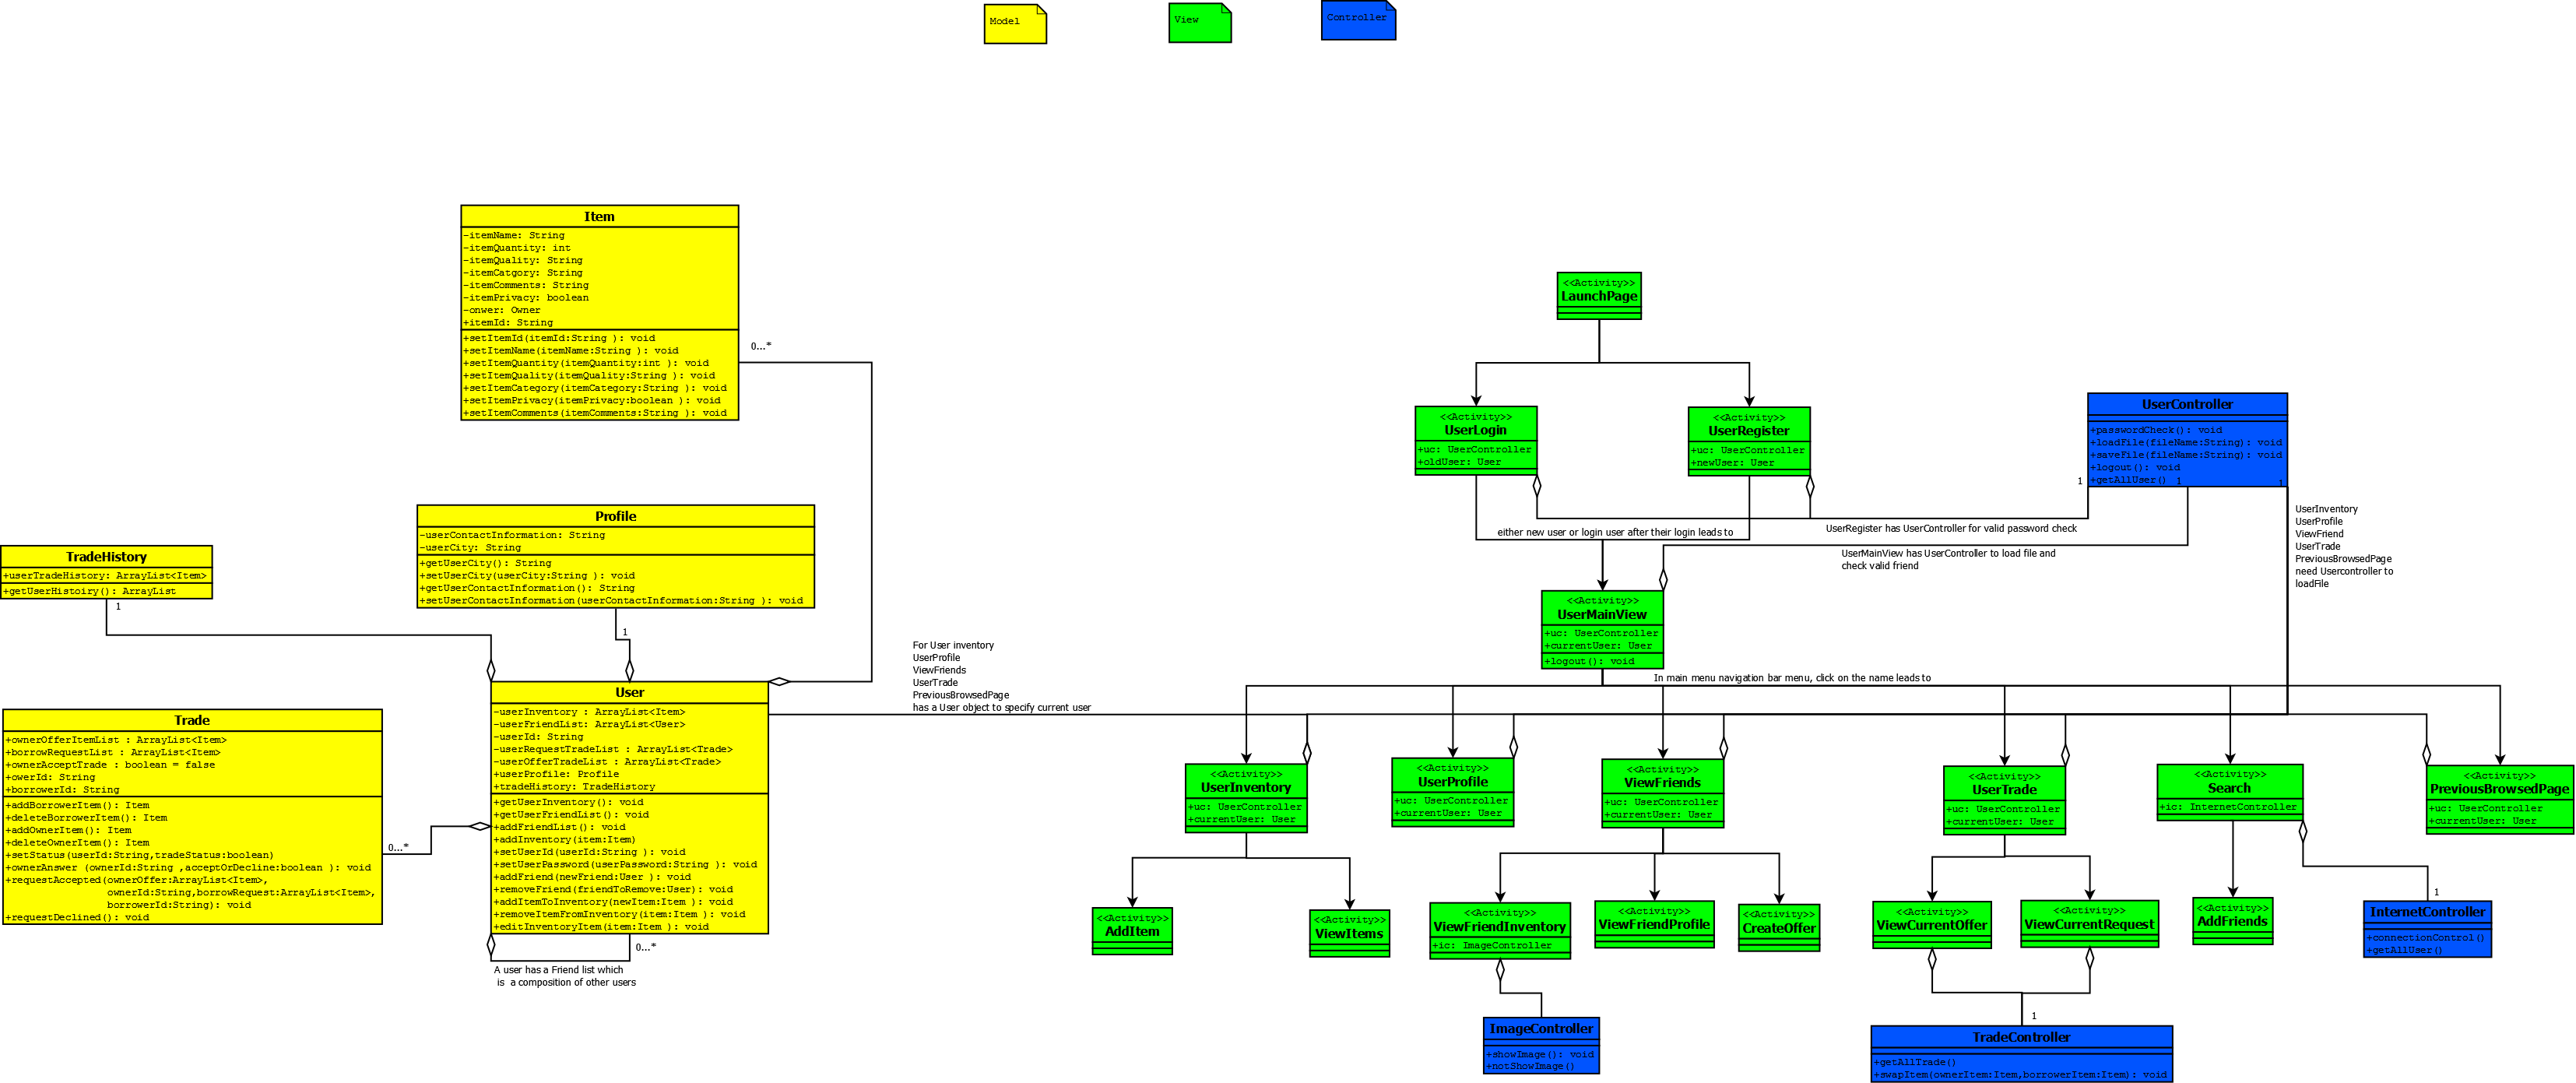 Model
View
Controller
Item
-itemName: String
-itemQuantity: int
-itemQuality: String
-itemCatgory: String
-itemComments: String
-itemPrivacy: boolean
-onwer: Owner
+itemId: String
+setItemId(itemId:String ): void
+setItemName(itemName:String ): void
+setItemQuantity(itemQuantity:int ): void
+setItemQuality(itemQuality:String ): void
+setItemCategory(itemCategory:String ): void
+setItemPrivacy(itemPrivacy:boolean ): void
+setItemComments(itemComments:String ): void
0...*
Profile
-userContactInformation: String
-userCity: String
+getUserCity(): String
+setUserCity(userCity:String ): void
+getUserContactInformation(): String
+setUserContactInformation(userContactInformation:String ): void
1
TradeHistory
+userTradeHistory: ArrayList<Item>
+getUserHistoiry(): ArrayList
1
Trade
+ownerOfferItemList : ArrayList<Item>
+borrowRequestList : ArrayList<Item>
+ownerAcceptTrade : boolean = false
+owerId: String
+borrowerId: String
+addBorrowerItem(): Item
+deleteBorrowerItem(): Item
+addOwnerItem(): Item
+deleteOwnerItem(): Item
+setStatus(userId:String,tradeStatus:boolean)
+ownerAnswer (ownerId:String ,acceptOrDecline:boolean ): void
+requestAccepted(ownerOffer:ArrayList<Item>,
ownerId:String,borrowRequest:ArrayList<Item>,
borrowerId:String): void
+requestDeclined(): void
0...*
User
-userInventory : ArrayList<Item>
-userFriendList: ArrayList<User>
-userId: String
-userRequestTradeList : ArrayList<Trade>
-userOfferTradeList : ArrayList<Trade>
+userProfile: Profile
+tradeHistory: TradeHistory
+getUserInventory(): void
+getUserFriendList(): void
+addFriendList(): void
+addInventory(item:Item)
+setUserId(userId:String ): void
+setUserPassword(userPassword:String ): void
+addFriend(newFriend:User ): void
+removeFriend(friendToRemove:User): void
+addItemToInventory(newItem:Item ): void
+removeItemFromInventory(item:Item ): void
+editInventoryItem(item:Item ): void
0...*
A user has a Friend list which
is  a composition of other users
For User inventory
UserProfile
ViewFriends
UserTrade
PreviousBrowsedPage
has a User object to specify current user
<<Activity>>
LaunchPage
<<Activity>>
UserLogin
+uc: UserController
+oldUser: User
<<Activity>>
UserRegister
+uc: UserController
+newUser: User
UserController
+passwordCheck(): void
+loadFile(fileName:String): void
+saveFile(fileName:String): void
+logout(): void
+getAllUser()
1
1
1
either new user or login user after their login leads to
UserRegister has UserController for valid password check
UserMainView has UserController to load file and
check valid friend
UserInventory
UserProfile
ViewFriend
UserTrade
PreviousBrowsedPage
need Usercontroller to
loadFile
<<Activity>>
UserMainView
+uc: UserController
+currentUser: User
+logout(): void
In main menu navigation bar menu, click on the name leads to
<<Activity>>
UserInventory
+uc: UserController
+currentUser: User
<<Activity>>
UserProfile
+uc: UserController
+currentUser: User
<<Activity>>
ViewFriends
+uc: UserController
+currentUser: User
<<Activity>>
UserTrade
+uc: UserController
+currentUser: User
<<Activity>>
Search
+ic: InternetController
<<Activity>>
PreviousBrowsedPage
+uc: UserController
+currentUser: User
<<Activity>>
AddItem
<<Activity>>
ViewItems
<<Activity>>
ViewFriendInventory
+ic: ImageController
<<Activity>>
ViewFriendProfile
<<Activity>>
CreateOffer
<<Activity>>
ViewCurrentOffer
<<Activity>>
ViewCurrentRequest
<<Activity>>
AddFriends
1
InternetController
+connectionControl()
+getAllUser()
ImageController
+showImage(): void
+notShowImage()
1
TradeController
+getAllTrade()
+swapItem(ownerItem:Item,borrowerItem:Item): void